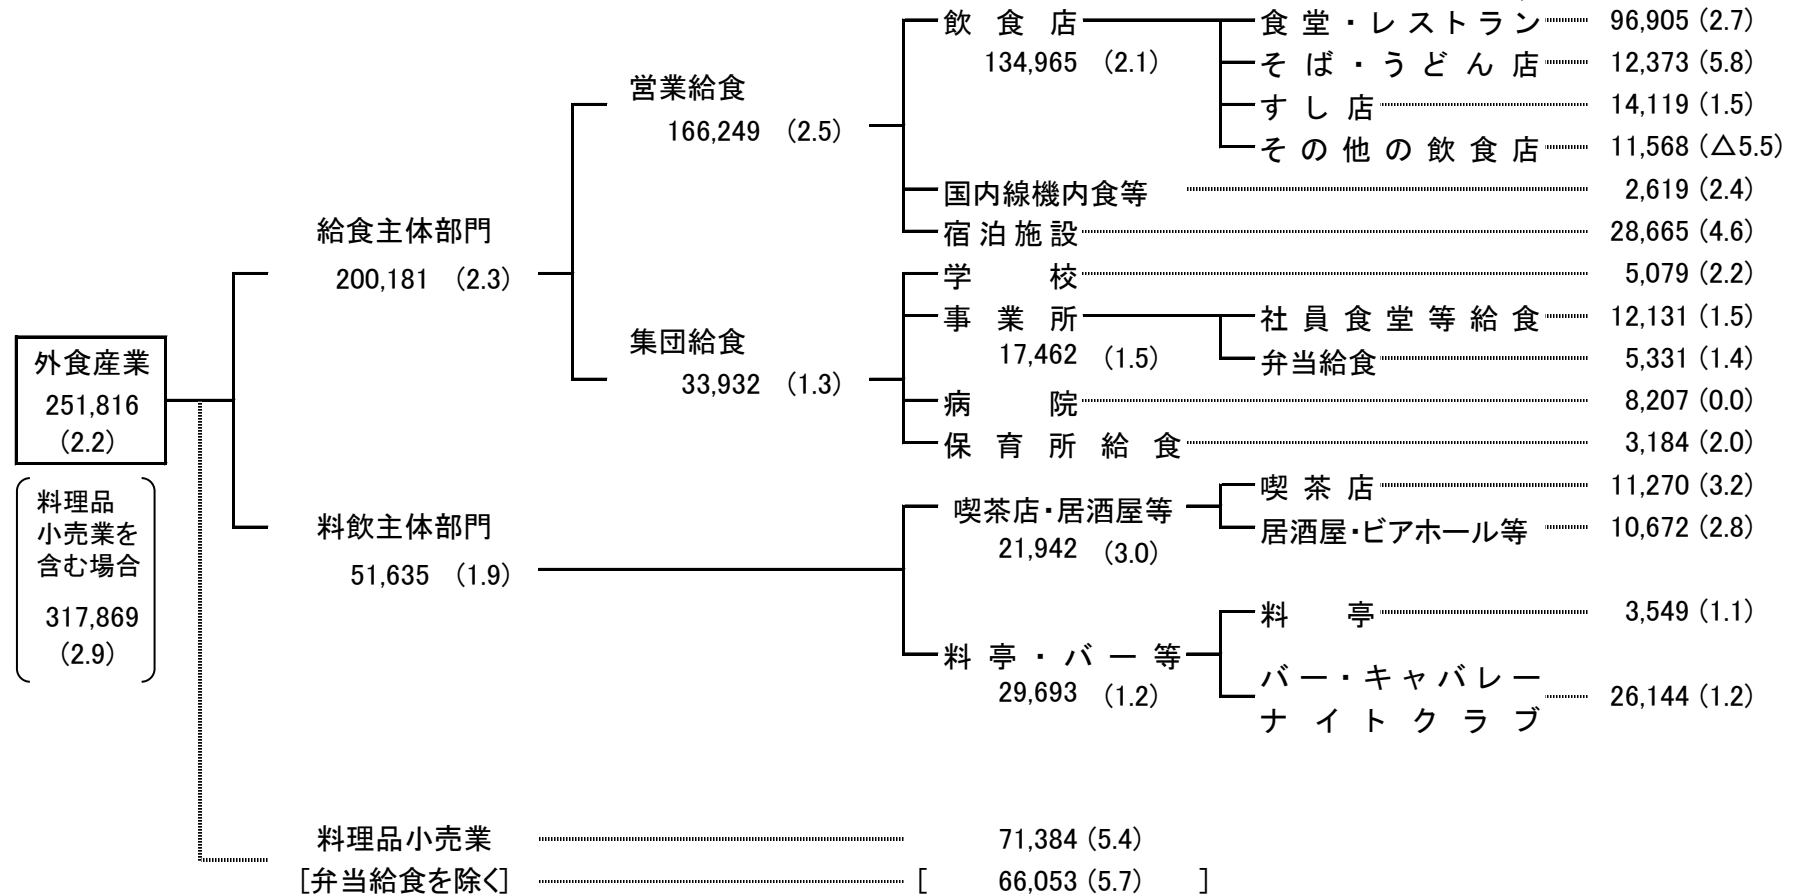 飲食店
134,965 (2.1)
食堂・レストラン 96,905 (2.7)
そば・うどん店 12,373 (5.8)
すし店 14,119 (1.5)
その他の飲食店 11,568 (△5.5)
営業給食
166,249 (2.5)
国内線機内食等 2,619 (2.4)
宿泊施設 28,665 (4.6)
給食主体部門
200,181 (2.3)
学校 5,079 (2.2)
事業所
17,462 (1.5)
社員食堂等給食 12,131 (1.5)
弁当給食 5,331 (1.4)
集団給食
33,932 (1.3)
病院 8,207 (0.0)
保育所給食 3,184 (2.0)
外食産業
251,816
(2.2)
料理品
小売業を
含む場合
317,869
(2.9)
料飲主体部門
51,635 (1.9)
喫茶店・居酒屋等
21,942 (3.0)
喫茶店 11,270 (3.2)
居酒屋・ビアホール等 10,672 (2.8)
料亭・バー等
29,693 (1.2)
料亭 3,549 (1.1)
バー・キャバレー
ナイトクラブ 26,144 (1.2)
料理品小売業 71,384 (5.4)
[弁当給食を除く] [ 66,053 (5.7) ]